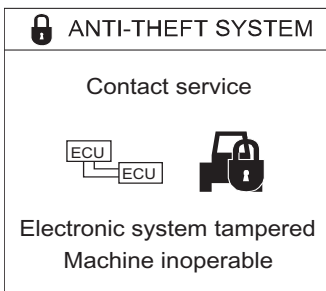 ANTI-THEFT SYSTEM
Contact service
ECU
ECU
Electronic system tampered
Machine inoperable